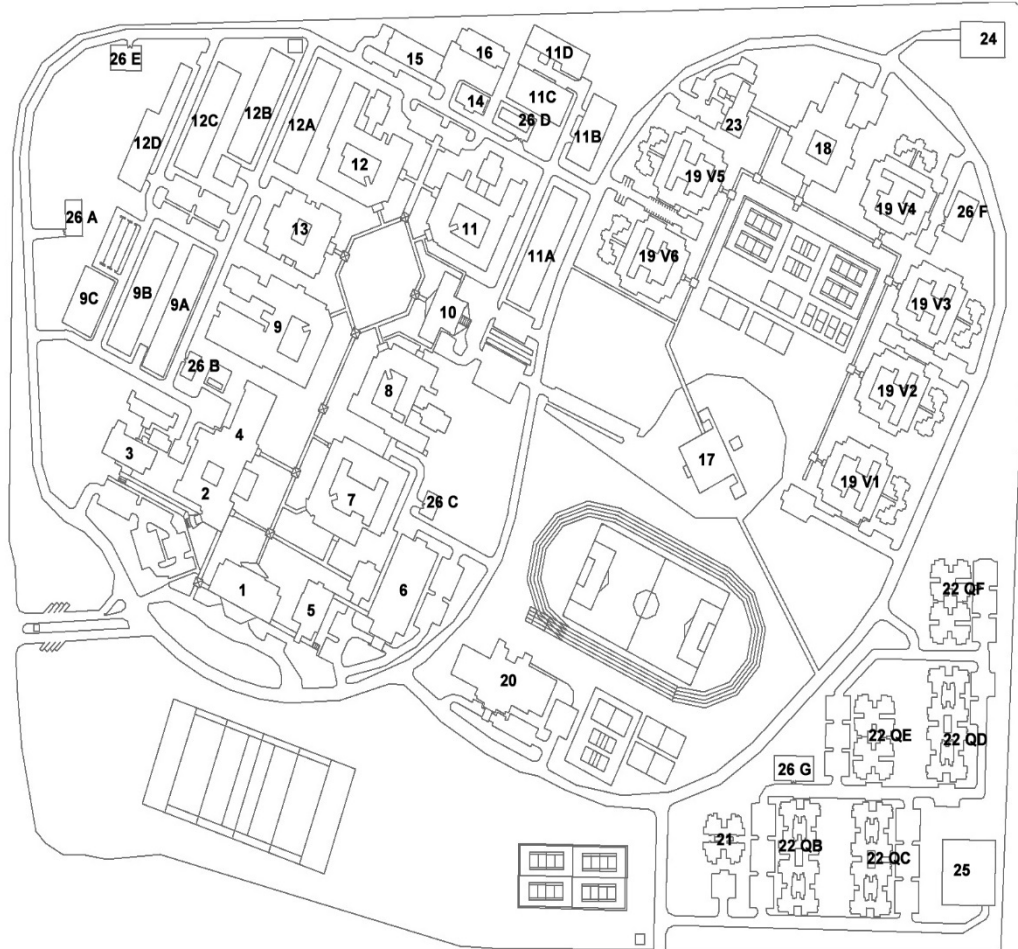 24
26 E
15
16
11D
12C
12B
12A
14
11C
26 D
11B
23
18
12D
12
19 V5
19 V4
26 F
26 A
13
11
11A
19 V6
9C
9B
9A
9
10
19 V3
26 B
8
19 V2
3
4
17
2
7
26 C
19 V1
1
5
6
22 QF
20
22 QE
22 QD
26 G
21
22 QB
22 QC
25